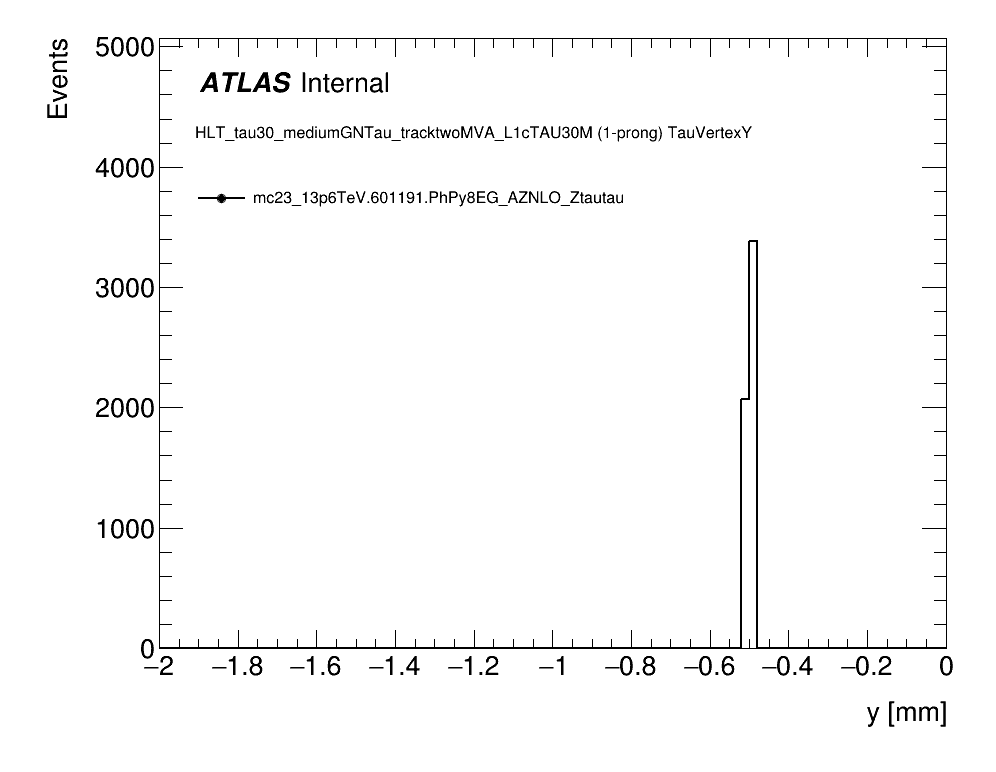 Events
5000
ATLAS Internal
HLT_tau30_mediumGNTau_tracktwoMVA_L1cTAU30M (1-prong) TauVertexY
4000
mc23_13p6TeV.601191.PhPy8EG_AZNLO_Ztautau
3000
2000
1000
0
−2 −1.8 −1.6 −1.4 −1.2 −1 −0.8 −0.6 −0.4 −0.2 0
y [mm]